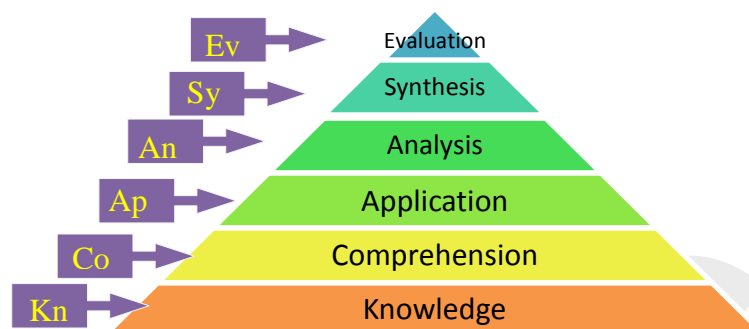 Ev Evaluation
Sy Synthesis
An Analysis
Ap Application
Co Comprehension
Kn Knowledge